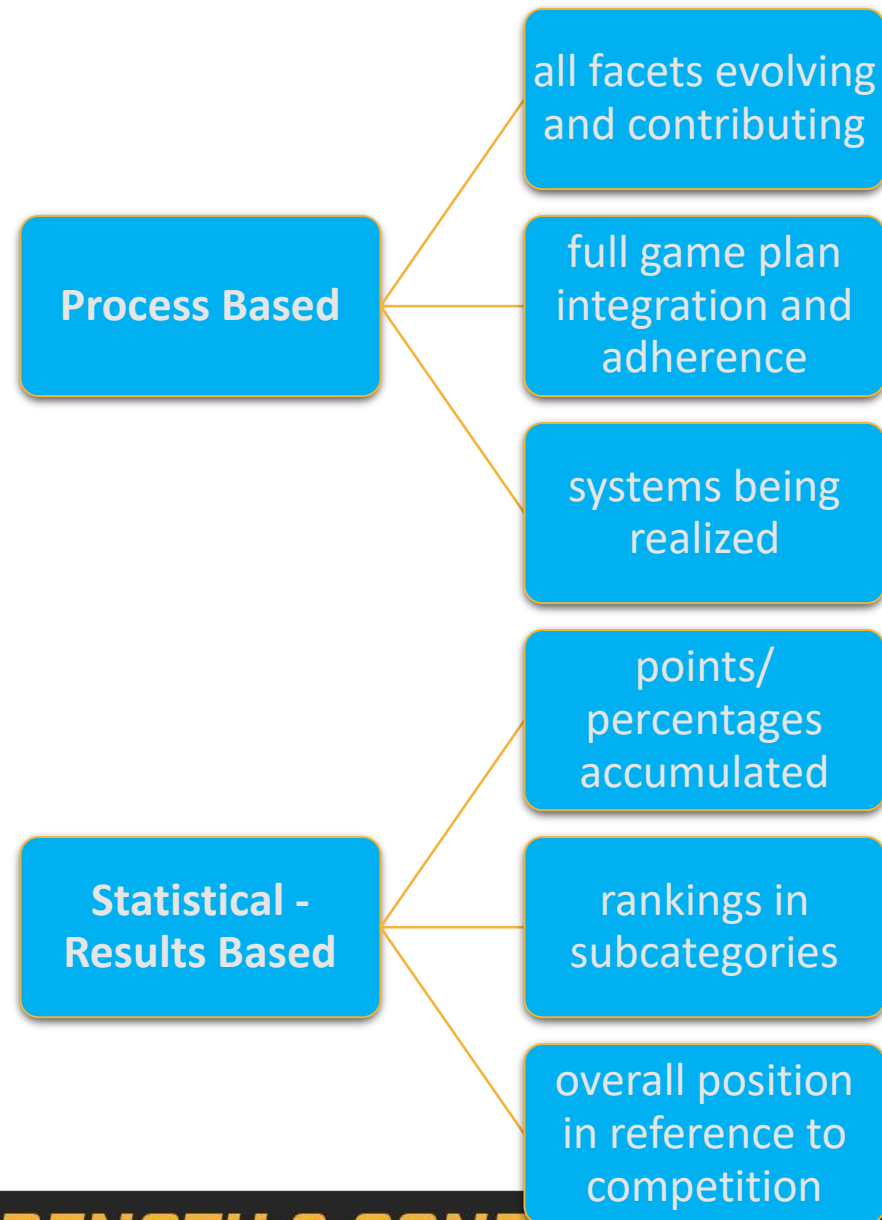 all facets evolving
and contributing
Process Based
full game plan
integration and
adherence
systems being
realized
points/
percentages
accumulated
Statistical -
Results Based
rankings in
subcategories
overall position
in reference to
competition